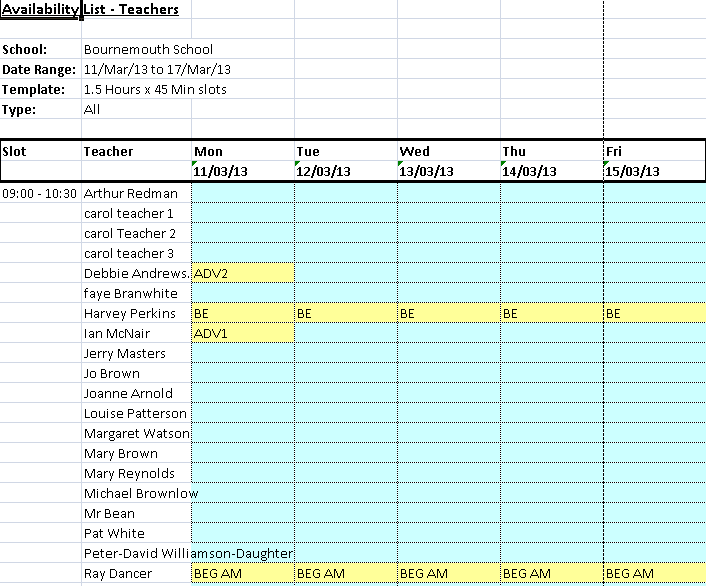 Availability List - Teachers
School: Bournemouth School
Date Range: 11/Mar/13 to 17/Mar/13
Template: 1.5 Hours x 45 Min slots
Type: All
Slot Teacher Mon Tue Wed Thu Fri
11/03/13 12/03/13 13/03/13 14/03/13 15/03/13
09:00 - 10:30 Arthur Redman
carol teacher 1
carol Teacher 2
carol teacher 3
Debbie Andrews. ADV2
faye Branwhite
Harvey Perkins BE BE BE BE BE
Ian McNair ADV1
Jerry Masters
Jo Brown
Joanne Arnold
Louise Patterson
Margaret Watson
Mary Brown
Mary Reynolds
Michael Brownlow
Mr Bean
Pat White
Peter-David Williamson-Daughter
Ray Dancer BEG AM BEG AM BEG AM BEG AM BEG AM